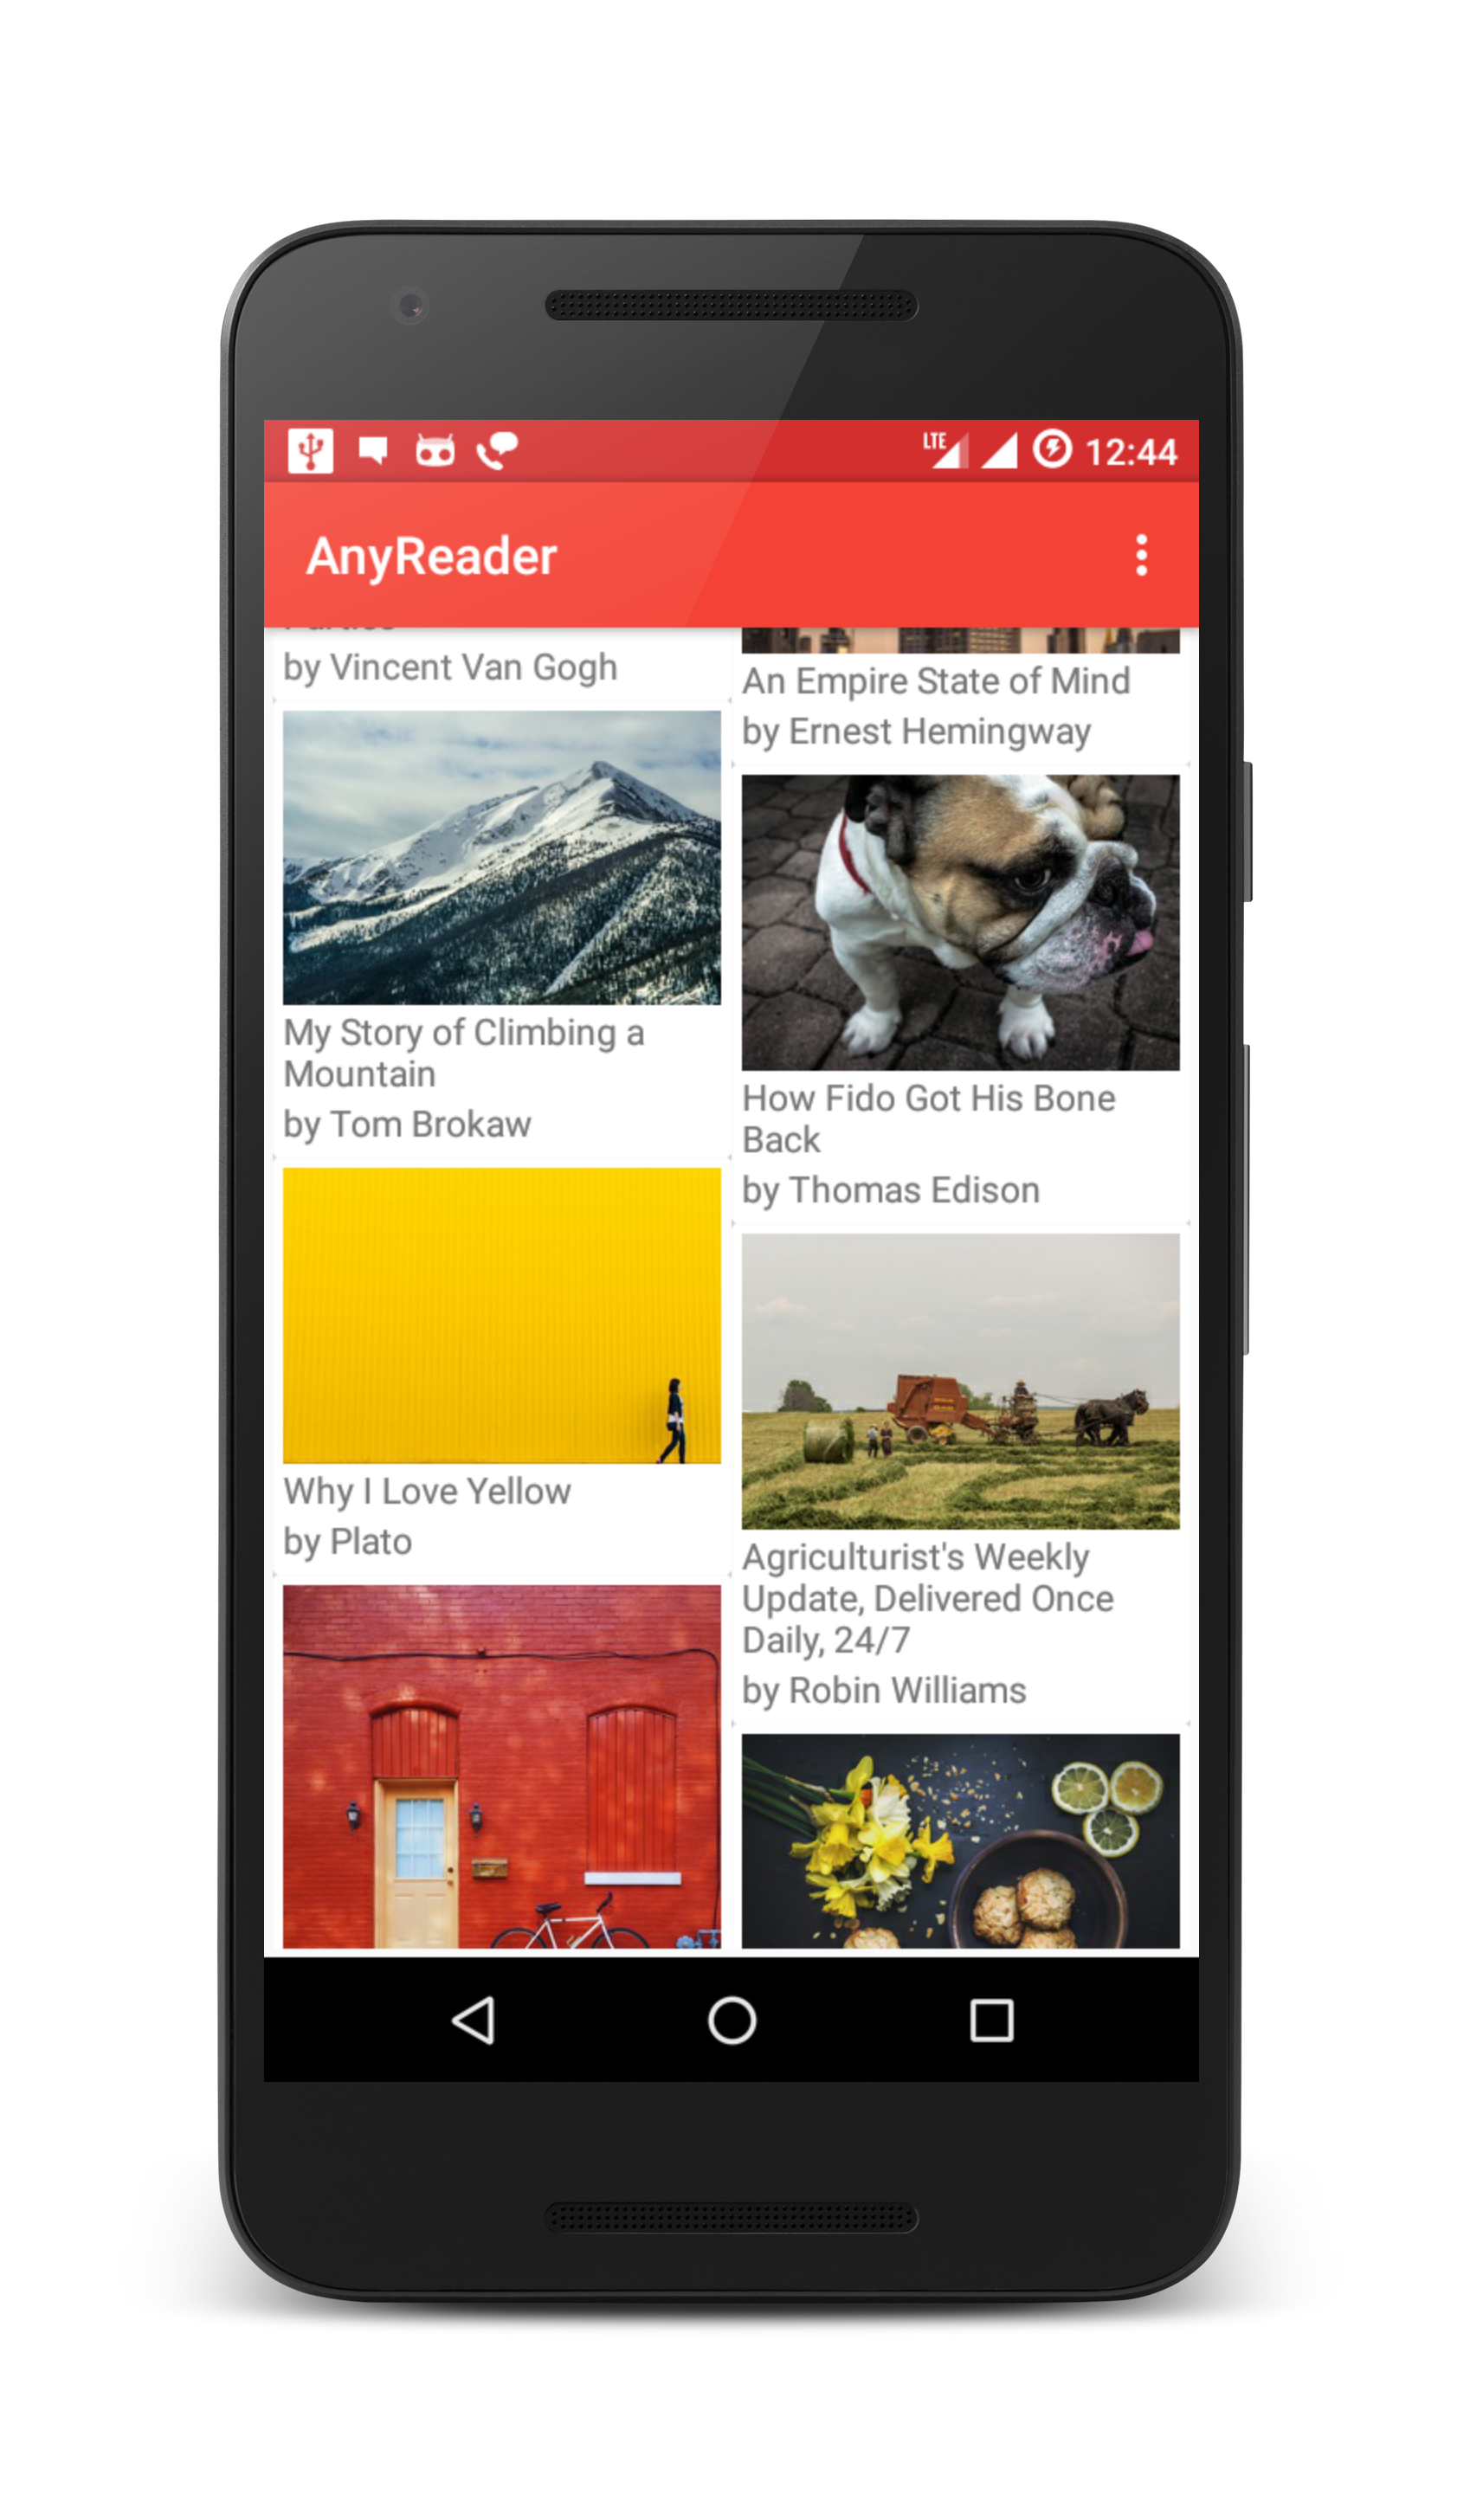 LTE 12:44
AnyReader
by Vincent Van Gogh
My Story of Climbing a
Mountain
by Tom Brokaw
Why I Love Yellow
by Plato
An Empire State of Mind
by Ernest Hemingway
How Fido Got His Bone
Back
by Thomas Edison
Agriculturist's Weekly
Update, Delivered Once
Daily, 24/7
by Robin Williams